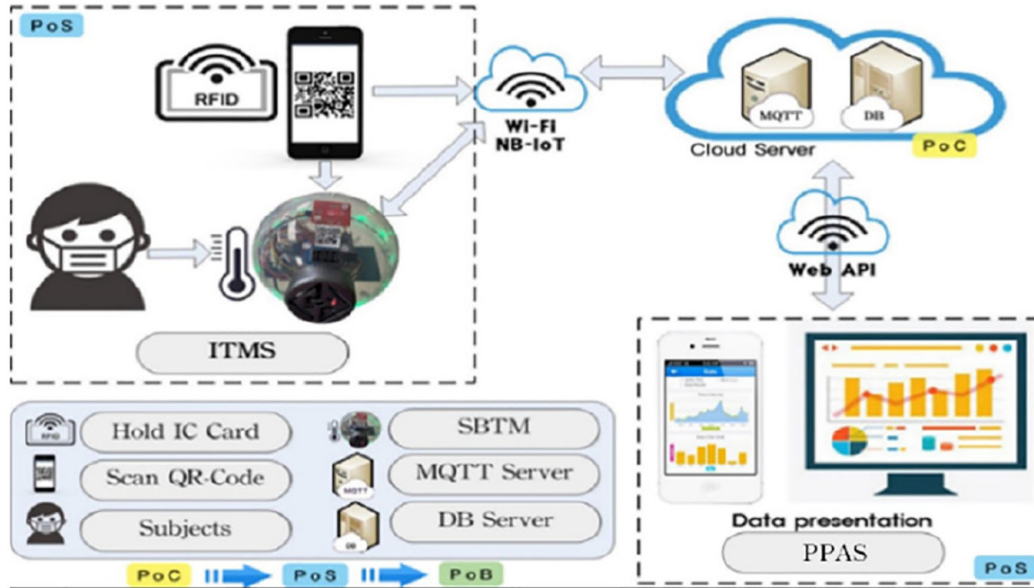 PoS
RFID
Wi-Fi
NB-IoT
MQTT
DB
Cloud Server
PoC
Web API
ITMS
Hold IC Card
SBTM
RFID
Scan QR-Code
MQTT Server
MQTT
Subjects
DB Server
DB
Data presentation
PPAS
PoS
PoC
PoS
PoB